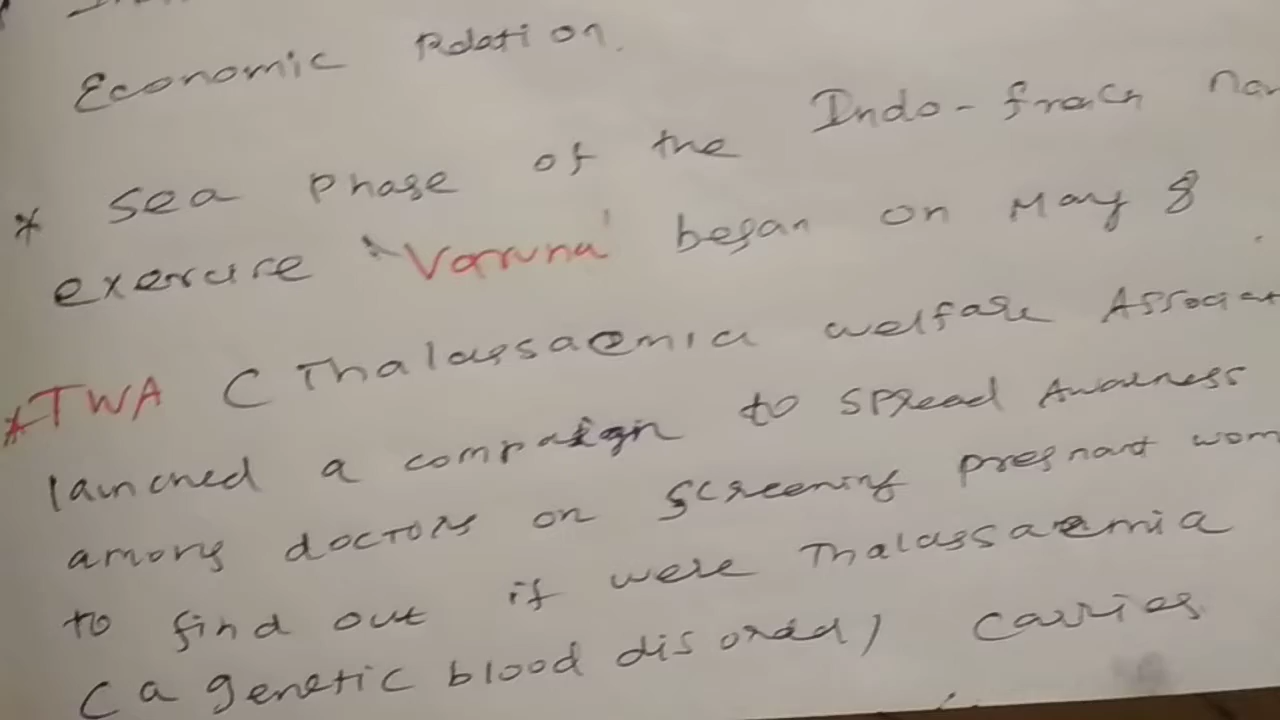 Economic Relation.
* Sea Phase of the Indo-french
exercise 'Varuna' began on May 8
* TWA (Thalassaemia welfare Associat
launched a campaign to spread Awareness
among doctors on screening pregnant wom
to find out if were Thalassaemia
(a genetic blood disorder) carries